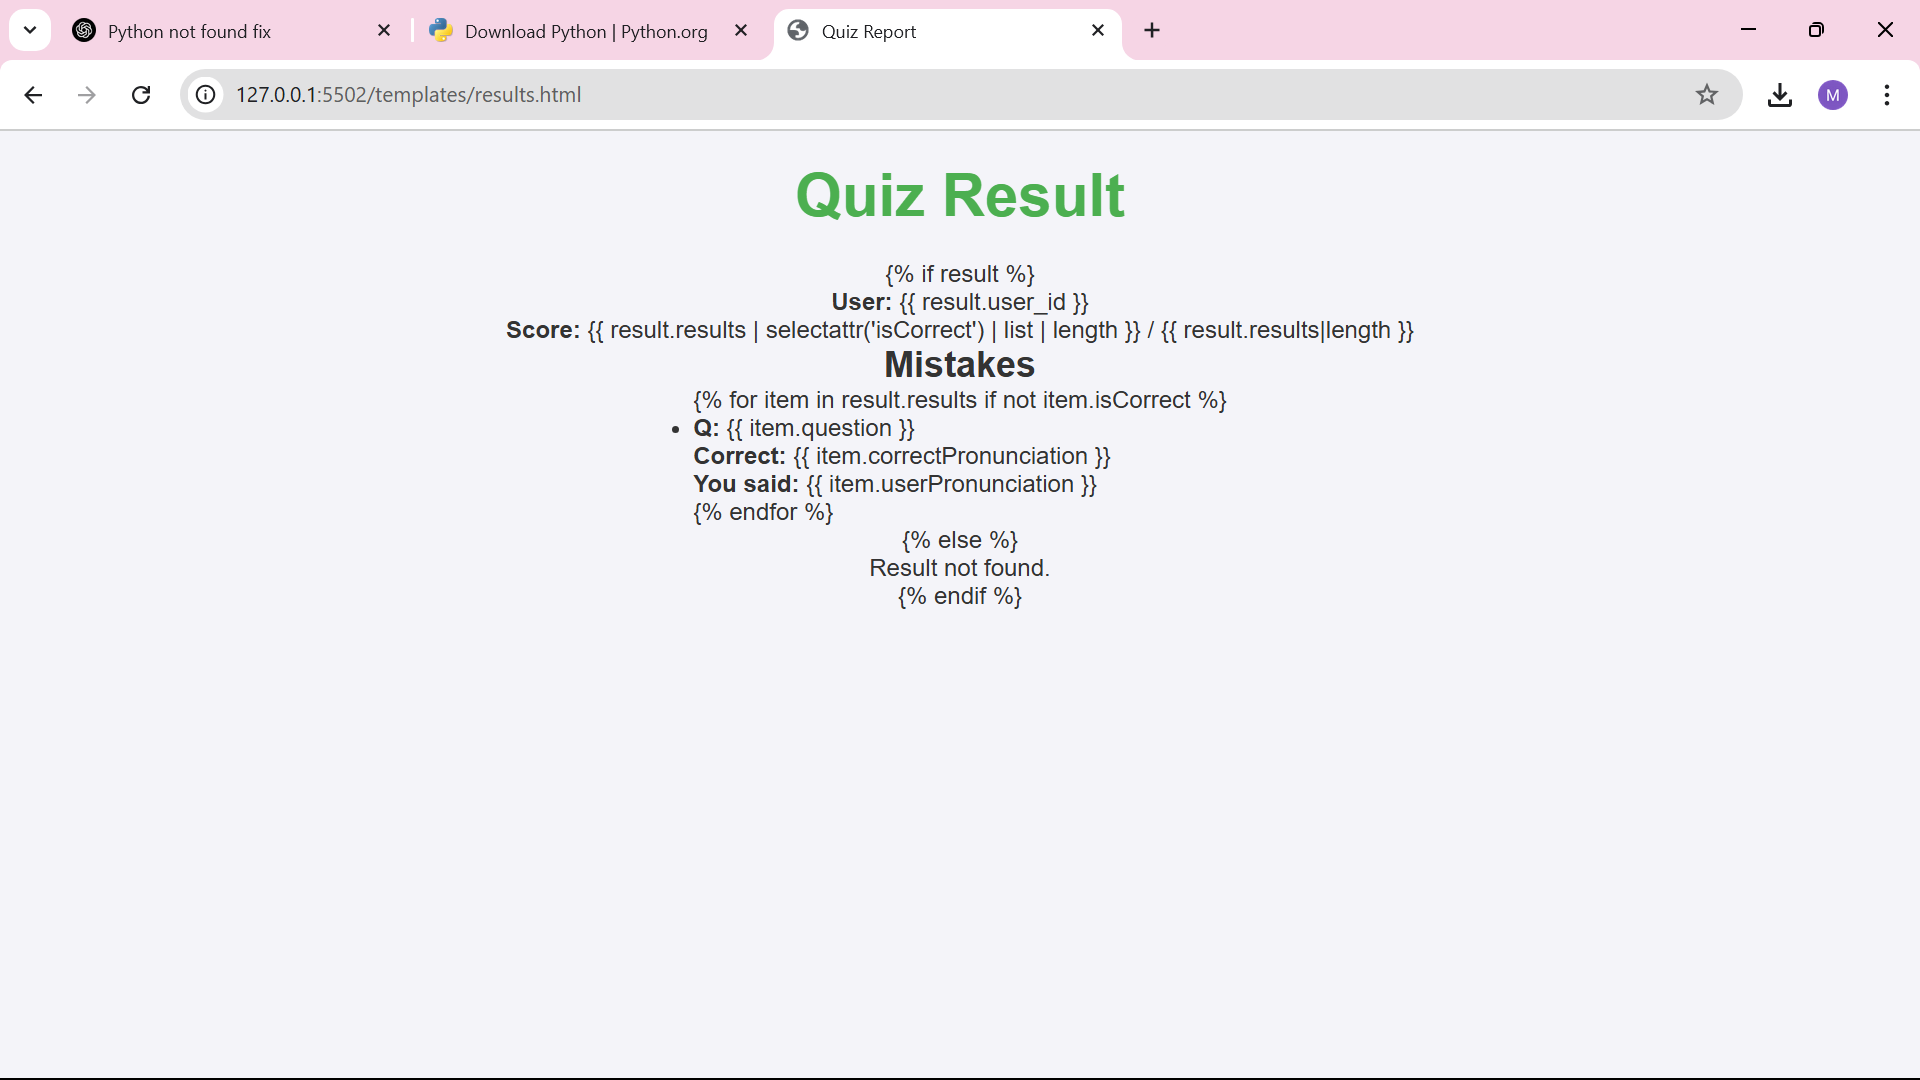 Python not found fix
Download Python | Python.org
Quiz Report
127.0.0.1:5502/templates/results.html
M
Quiz Result
{% if result %}
User: {{ result.user_id }}
Score: {{ result.results | selectattr('isCorrect') | list | length }} / {{ result.results|length }}
Mistakes
{% for item in result.results if not item.isCorrect %}
• Q: {{ item.question }}
Correct: {{ item.correctPronunciation }}
You said: {{ item.userPronunciation }}
{% endfor %}
{% else %}
Result not found.
{% endif %}